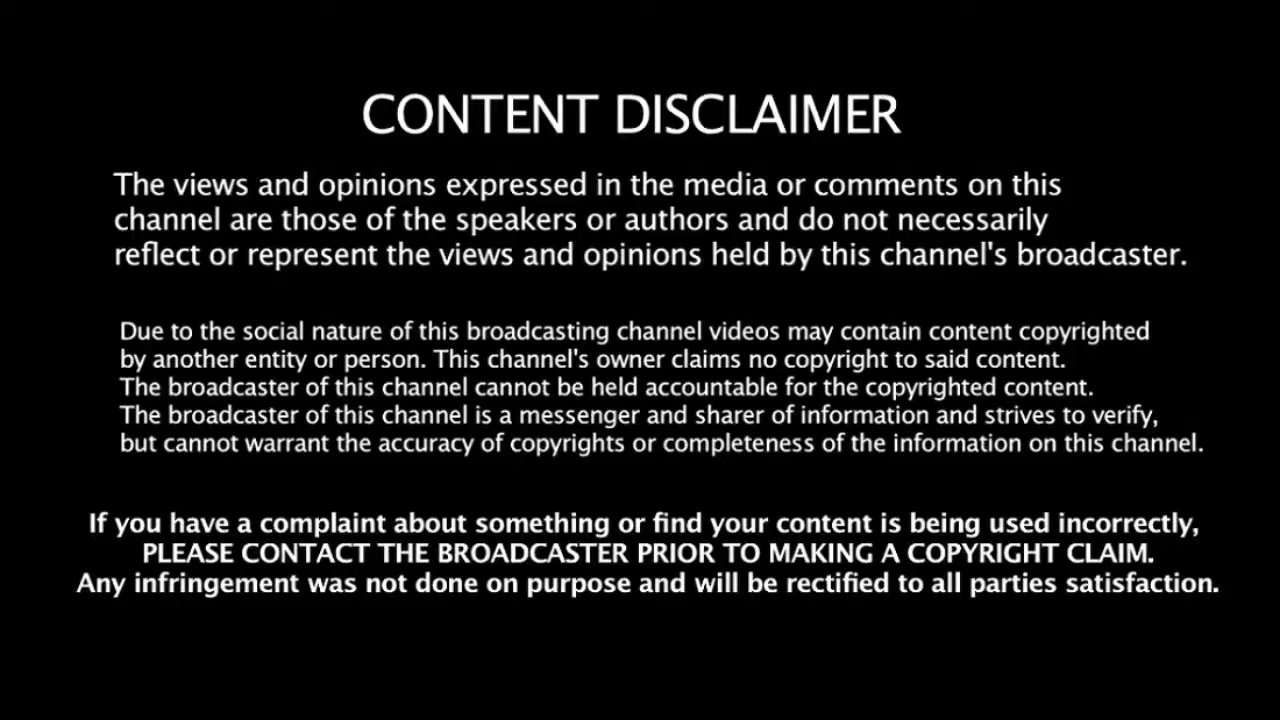 CONTENT DISCLAIMER
The views and opinions expressed in the media or comments on this
channel are those of the speakers or authors and do not necessarily
reflect or represent the views and opinions held by this channel's broadcaster.
Due to the social nature of this broadcasting channel videos may contain content copyrighted
by another entity or person. This channel's owner claims no copyright to said content.
The broadcaster of this channel cannot be held accountable for the copyrighted content.
The broadcaster of this channel is a messenger and sharer of information and strives to verify,
but cannot warrant the accuracy of copyrights or completeness of the information on this channel.
If you have a complaint about something or find your content is being used incorrectly,
PLEASE CONTACT THE BROADCASTER PRIOR TO MAKING A COPYRIGHT CLAIM.
Any infringement was not done on purpose and will be rectified to all parties satisfaction.